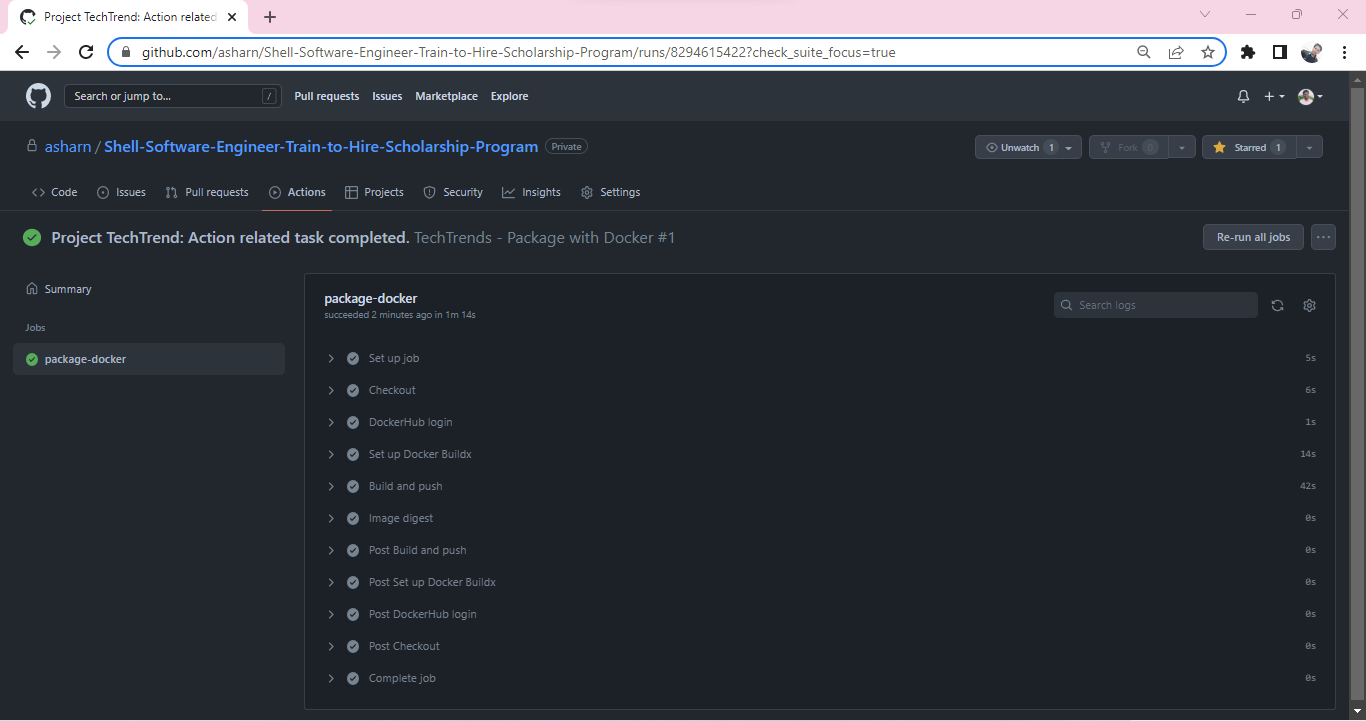 Project TechTrend: Action related
github.com/asharn/Shell-Software-Engineer-Train-to-Hire-Scholarship-Program/runs/8294615422?check_suite_focus=true
Search or jump to... / Pull requests Issues Marketplace Explore
asharn / Shell-Software-Engineer-Train-to-Hire-Scholarship-Program Private Unwatch 1 Fork 0 Starred 1
Code Issues Pull requests Actions Projects Security Insights Settings
Project TechTrend: Action related task completed. TechTrends - Package with Docker #1 Re-run all jobs ...
Summary
Jobs
package-docker
package-docker
succeeded 2 minutes ago in 1m 14s
Search logs
Set up job 5s
Checkout 6s
DockerHub login 1s
Set up Docker Buildx 14s
Build and push 42s
Image digest 0s
Post Build and push 0s
Post Set up Docker Buildx 0s
Post DockerHub login 0s
Post Checkout 0s
Complete job 0s